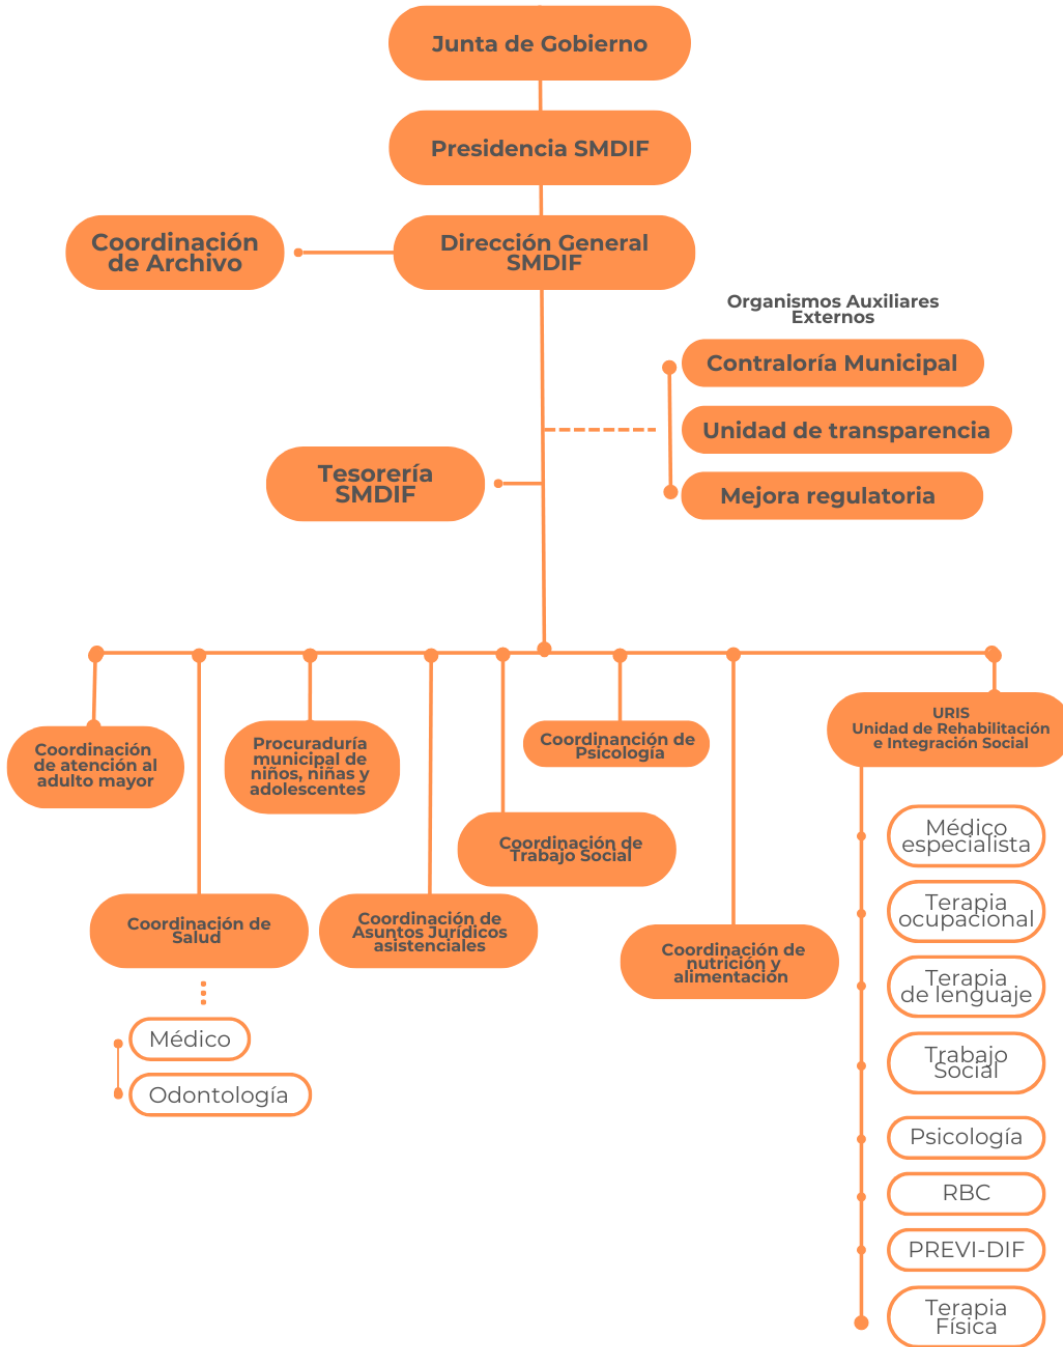 Junta de Gobierno
Presidencia SMDIF
Coordinación
de Archivo
Dirección General
SMDIF
Organismos Auxiliares
Externos
Contraloría Municipal
Unidad de transparencia
Mejora regulatoria
Tesorería
SMDIF
Coordinación
de atención al
adulto mayor
Procuraduría
municipal de
niños, niñas y
adolescentes
Coordinanción de
Psicología
URIS
Unidad de Rehabilitación
e Integración Social
Coordinación de
Trabajo Social
Coordinación de
Salud
Coordinación de
Asuntos Jurídicos
asistenciales
Coordinación de
nutrición y
alimentación
Médico
Odontología
Médico
especialista
Terapia
ocupacional
Terapia
de lenguaje
Trabajo
Social
Psicología
RBC
PREVI-DIF
Terapia
Física